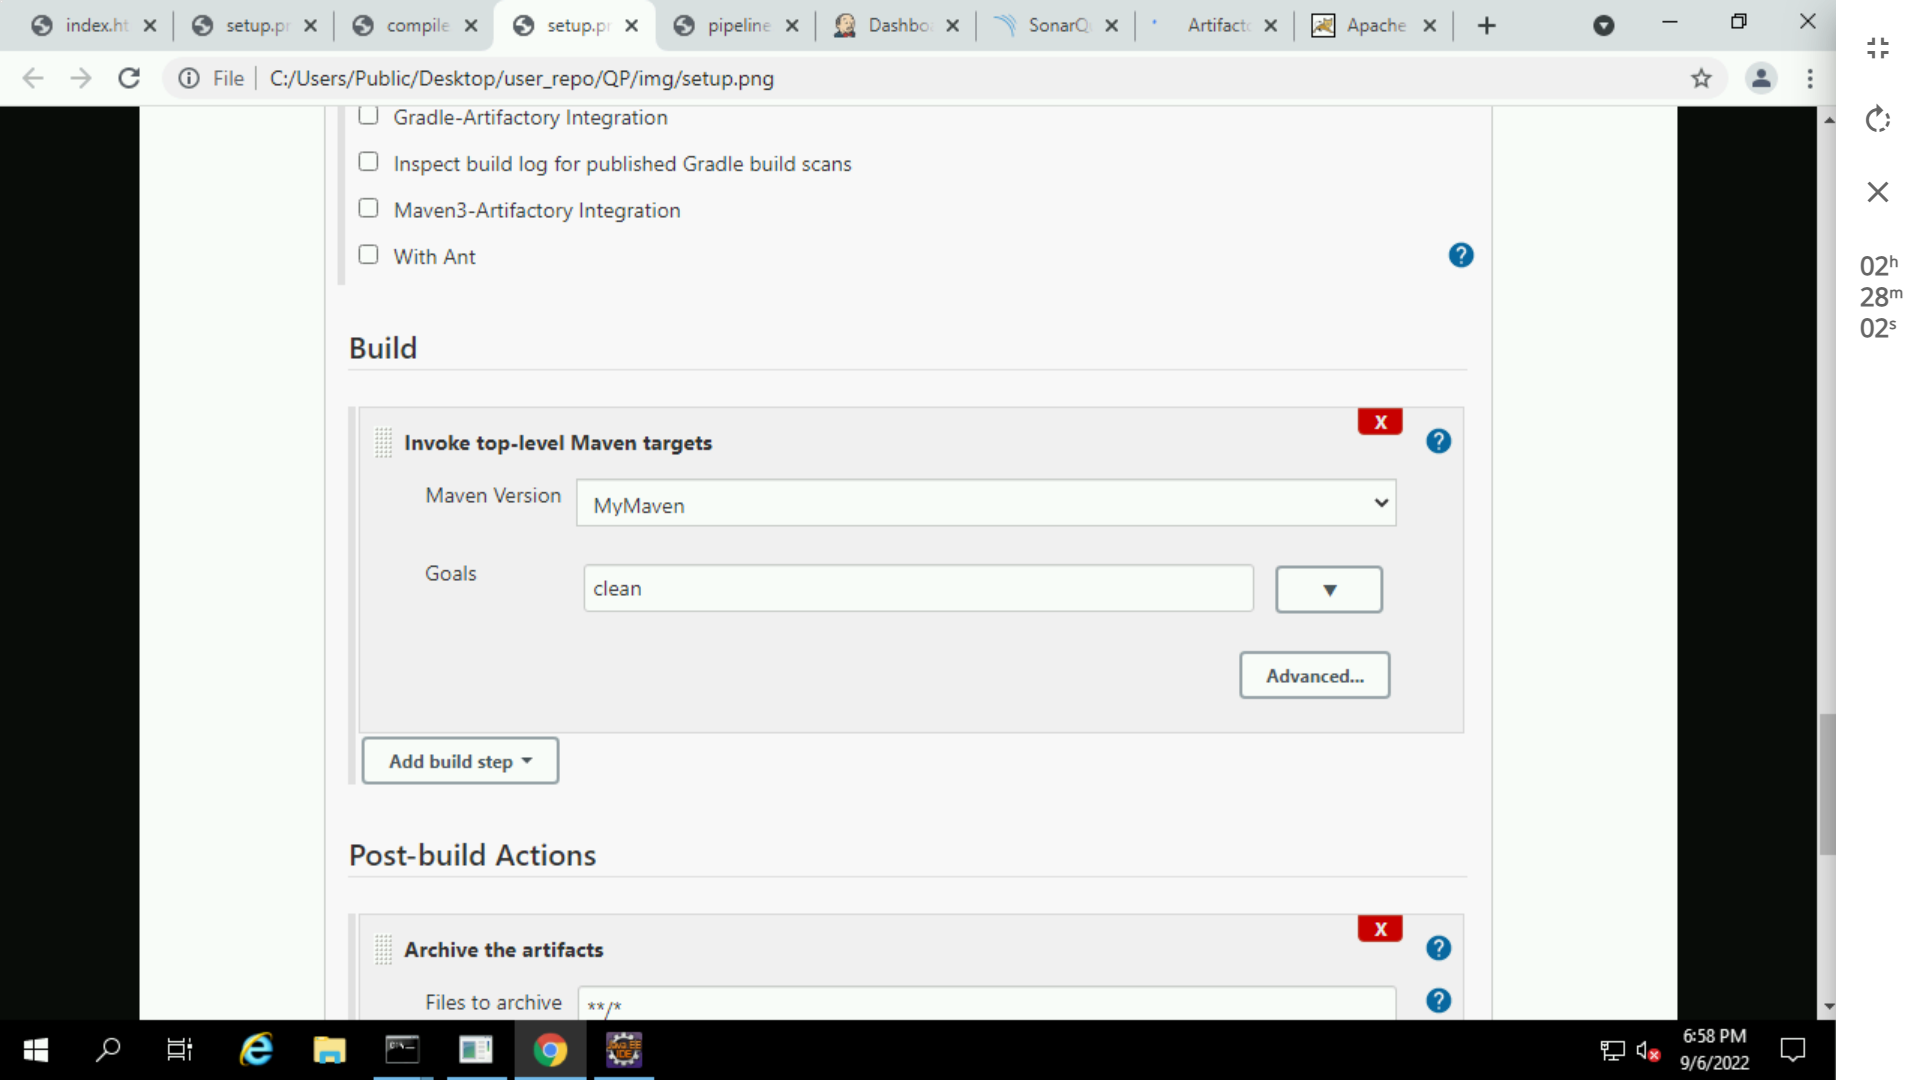 index.ht
setup.pr
compile
setup.pr
pipeline
Dashbo
SonarQ
Artifact
Apache
File
C:/Users/Public/Desktop/user_repo/QP/img/setup.png
Gradle-Artifactory Integration
Inspect build log for published Gradle build scans
Maven3-Artifactory Integration
With Ant
?
02h
28m
02s
Build
X
Invoke top-level Maven targets
?
Maven Version
MyMaven
Goals
clean
Advanced...
Add build step
Post-build Actions
X
Archive the artifacts
?
Files to archive
**/*
?
6:58 PM
9/6/2022